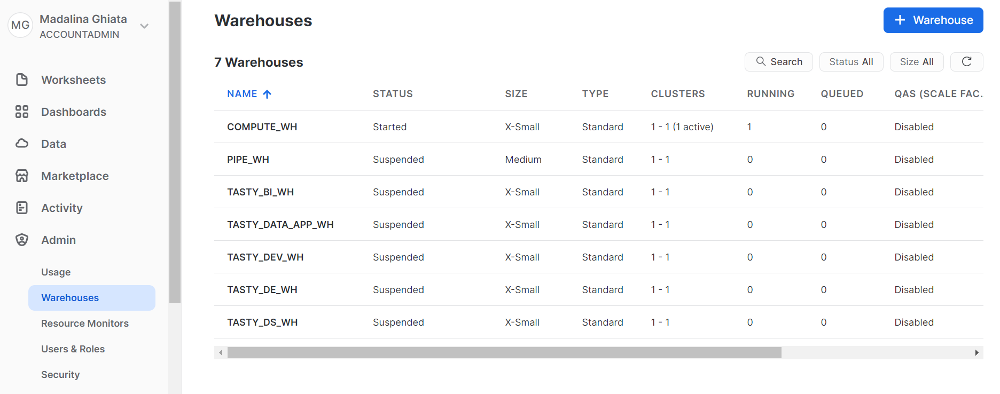 MG
Madalina Ghiata
ACCOUNTADMIN
Worksheets
Dashboards
Data
Marketplace
Activity
Admin
Usage
Warehouses
Resource Monitors
Users & Roles
Security
Warehouses
+ Warehouse
7 Warehouses
Search
Status All
Size All
NAME STATUS SIZE TYPE CLUSTERS RUNNING QUEUED QAS (SCALE FAC.
COMPUTE_WH Started X-Small Standard 1 - 1 (1 active) 1 0 Disabled
PIPE_WH Suspended Medium Standard 1 - 1 0 0 Disabled
TASTY_BI_WH Suspended X-Small Standard 1 - 1 0 0 Disabled
TASTY_DATA_APP_WH Suspended X-Small Standard 1 - 1 0 0 Disabled
TASTY_DEV_WH Suspended X-Small Standard 1 - 1 0 0 Disabled
TASTY_DE_WH Suspended X-Small Standard 1 - 1 0 0 Disabled
TASTY_DS_WH Suspended X-Small Standard 1 - 1 0 0 Disabled